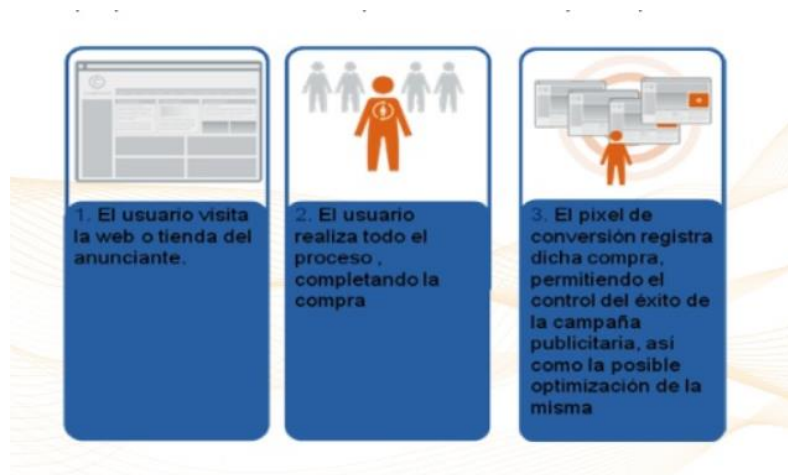 1. El usuario visita
la web o tienda del
anunciante.
2. El usuario
realiza todo el
proceso ,
completando la
compra
3. El pixel de
conversión registra
dicha compra,
permitiendo el
control del éxito de
la campaña
publicitaria, así
como la posible
optimización de la
misma